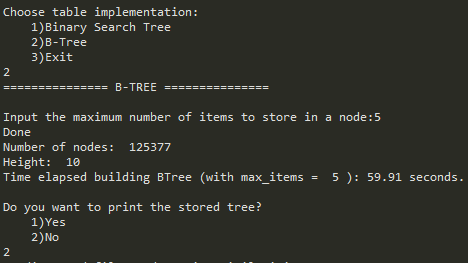 Choose table implementation:
1)Binary Search Tree
2)B-Tree
3)Exit
2
=============== B-TREE ===============
Input the maximum number of items to store in a node:5
Done
Number of nodes:  125377
Height:  10
Time elapsed building BTree (with max_items =  5 ): 59.91 seconds.
Do you want to print the stored tree?
1)Yes
2)No
2